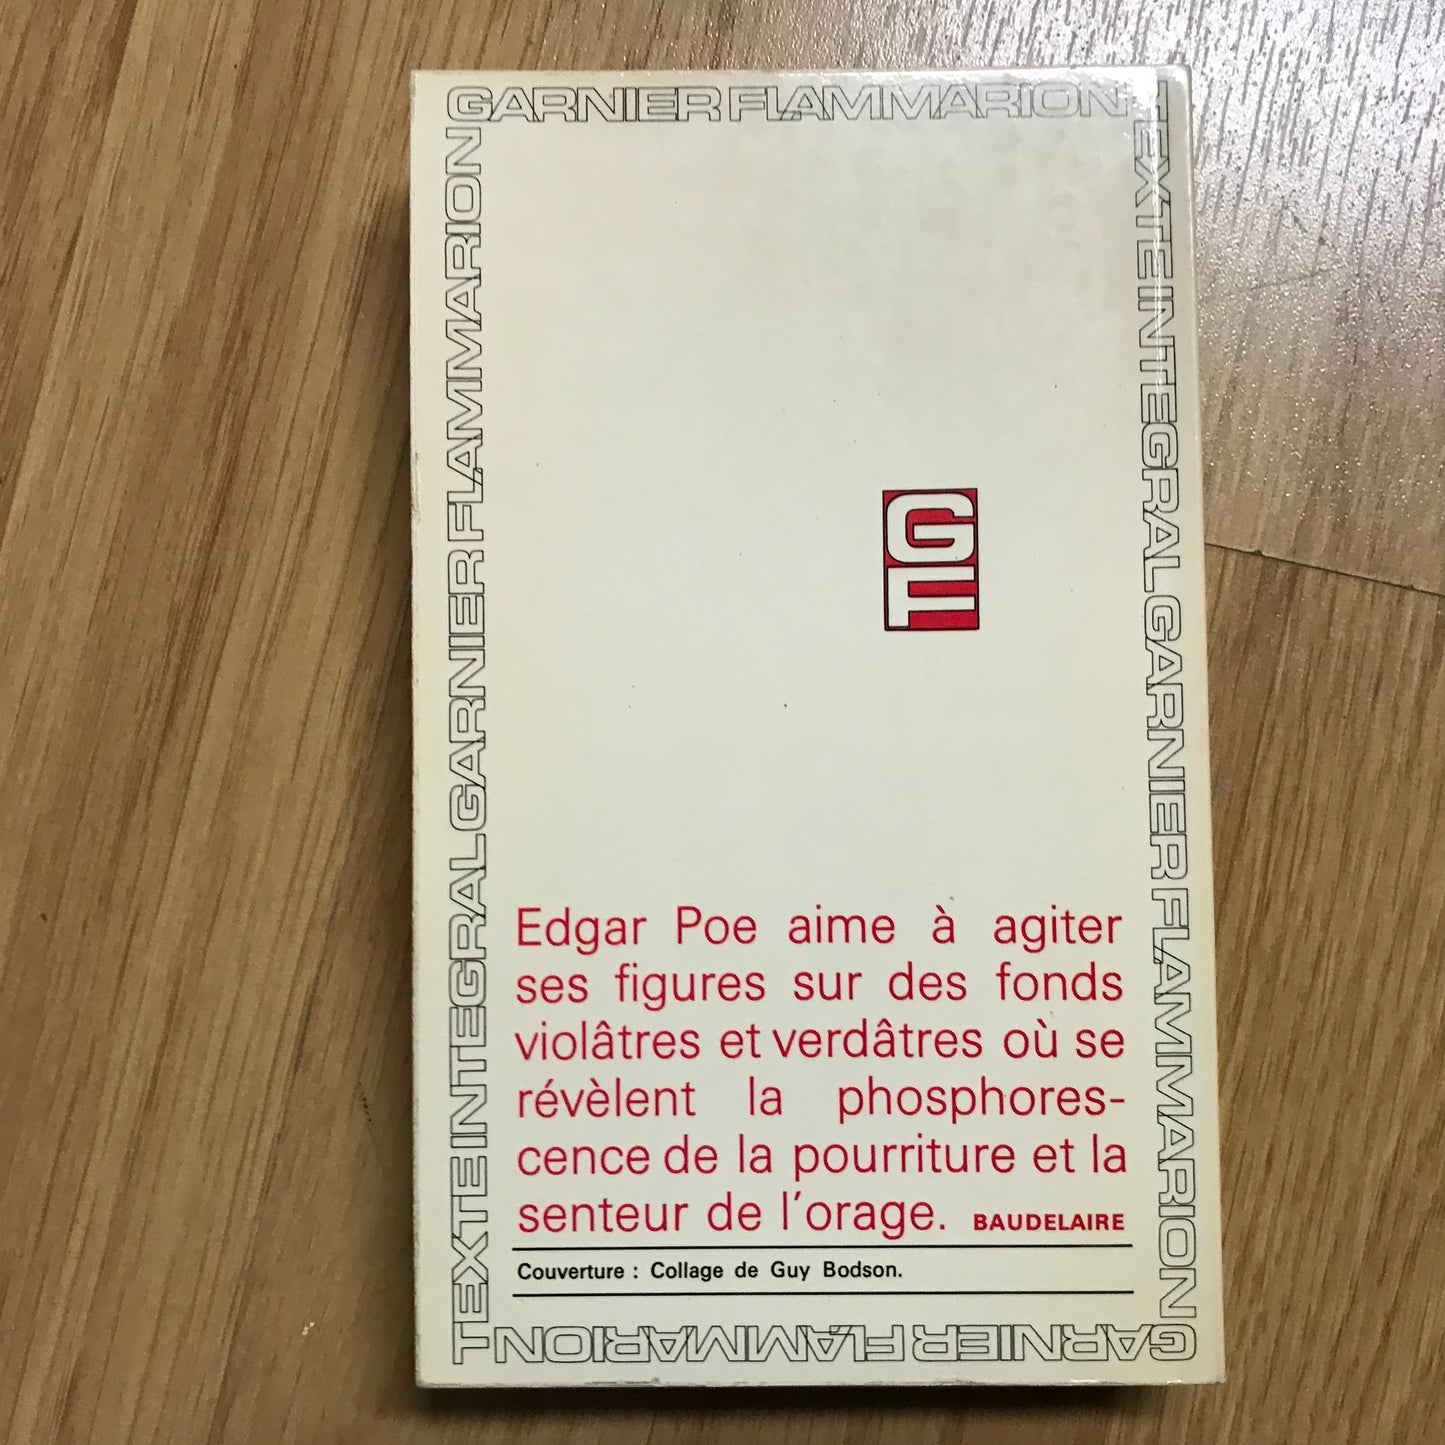 GARNIER FLAMMARION
TEXTE INTEGRAL GARNIER FLAMMARION
GARNIER FLAMMARION
TEXTE INTEGRAL GARNIER FLAMMARION
GF
Edgar Poe aime à agiter
ses figures sur des fonds
violâtres et verdâtres où se
révèlent la phosphores-
cence de la pourriture et la
senteur de l'orage. BAUDELAIRE
Couverture : Collage de Guy Bodson.